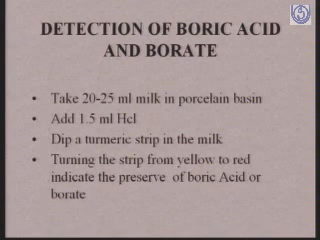 DETECTION OF BORIC ACID
AND BORATE
• Take 20-25 ml milk in porcelain basin
• Add 1.5 ml Hcl
• Dip a turmeric strip in the milk
• Turning the strip from yellow to red
indicate the preserve of boric Acid or
borate